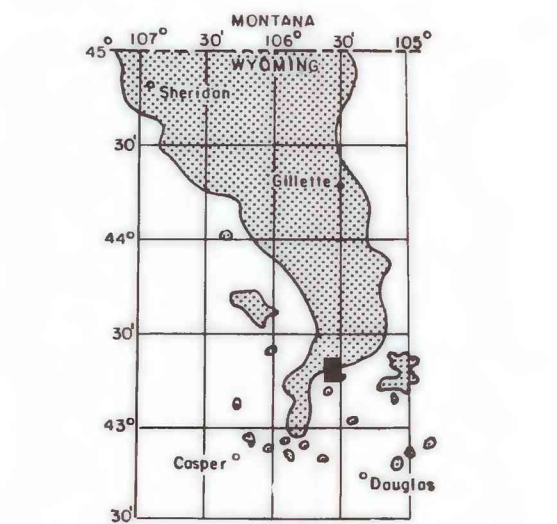 MONTANA
45° 107° 30' 106° 30' 105°
WYOMING
Sheridan
30'
Gillette
44°
30'
43°
Casper
Douglas
30'